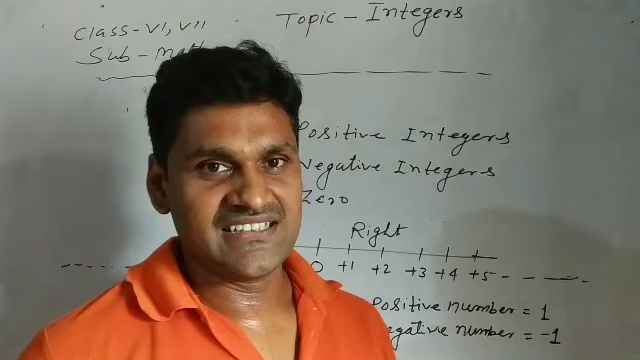 Class-VI, VII
Topic - Integers
Sub - math
Positive Integers
Negative Integers
Zero
Right
0 +1 +2 +3 +4 +5
Positive number = 1
negative number = -1